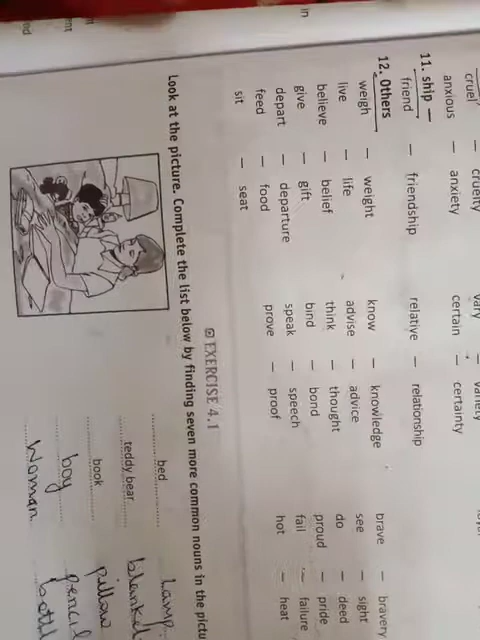 cruel — cruelty vary — variety
anxious — anxiety certain — certainty
11. ship —
friend — friendship relative — relationship
12. Others
weigh — weight know — knowledge brave — bravery
live — life advise — advice see — sight
believe — belief think — thought do — deed
give — gift bind — bond proud — pride
depart — departure speak — speech fail — failure
feed — food prove — proof hot — heat
sit — seat
EXERCISE 4.1
Look at the picture. Complete the list below by finding seven more common nouns in the
bed Lamp
teddy bear blanket
book pillow
boy pencil
Woman